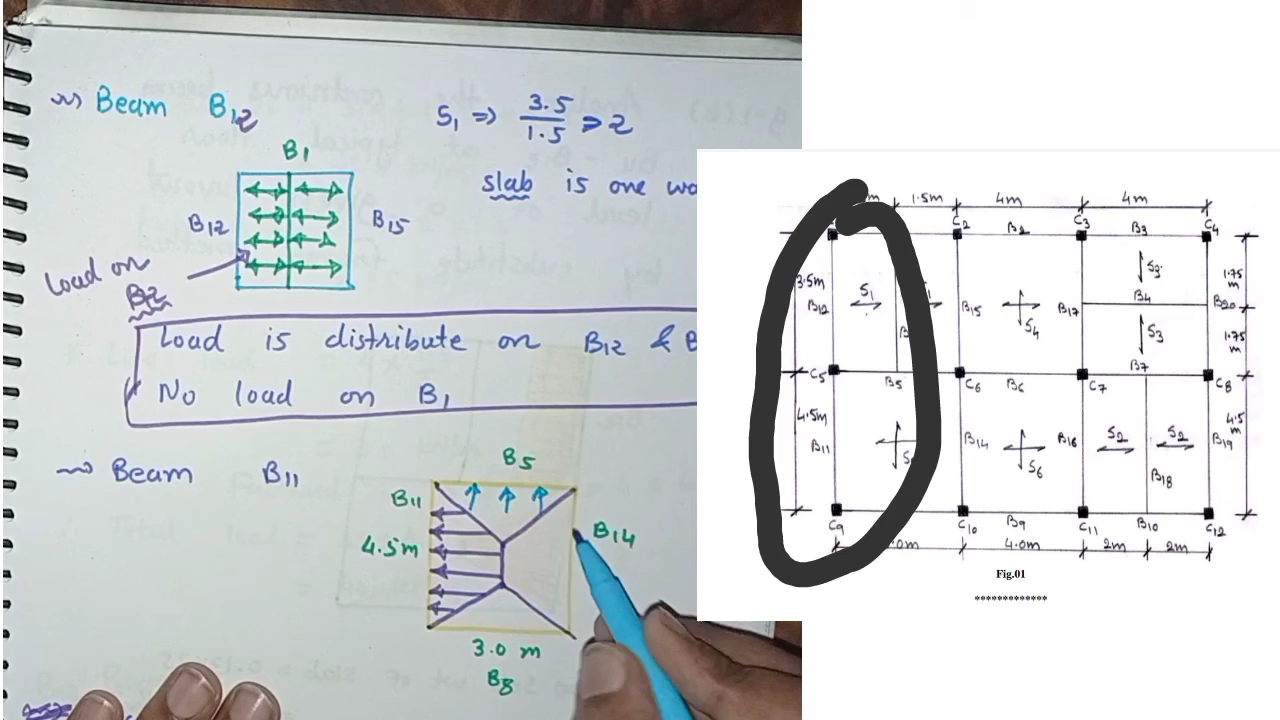 ~» Beam B12
S1 => 3.5/1.5 => 2
B1
slab is one wa
B12
B15
load on
B12
Load is distribute on B12 & B
No load on B1
~» Beam B11
B5
B11
4.5m
B14
3.0 m
B8
m 1.5m 4m 4m
C2 B2 C3 B3 C4
3.5m
B12
S1
B
B15
S4
B17
S3
B4
S3
B7
1.75 m
B20
1.75 m
C5 B5 C6 B6 C7 C8
4.5m
B11
S
B14
S6
B16
S2
S2
B18
B19
4.5 m
C9 C10 B9 C11 B10 C12
.0m 4.0m 2m 2m
Fig.01
*************